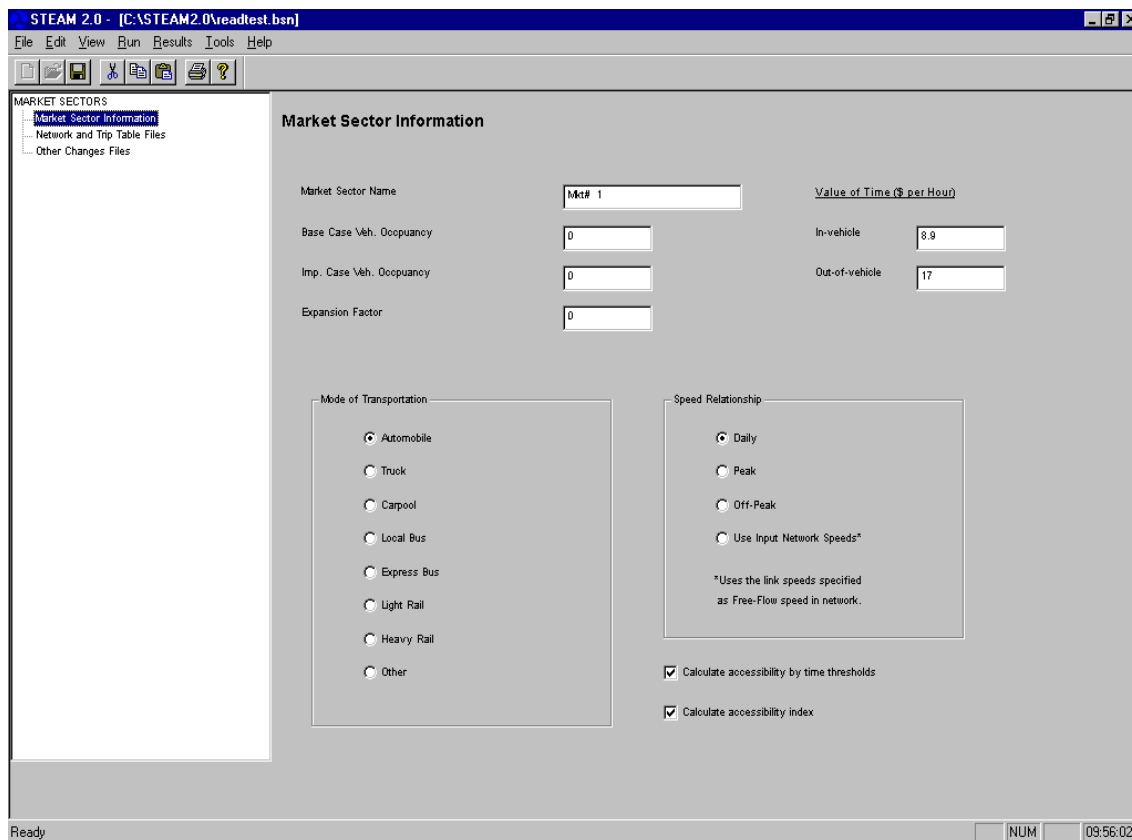 STEAM 2.0 - [C:\STEAM2.0\readtest.bsn]
File Edit View Run Results Tools Help
MARKET SECTORS
Market Sector Information
Network and Trip Table Files
Other Changes Files
Market Sector Information
Market Sector Name
Mkt# 1
Value of Time ($ per Hour)
Base Case Veh. Occpuancy
0
In-vehicle
8.9
Imp. Case Veh. Occpuancy
0
Out-of-vehicle
17
Expansion Factor
0
Mode of Transportation
Automobile
Truck
Carpool
Local Bus
Express Bus
Light Rail
Heavy Rail
Other
Speed Relationship
Daily
Peak
Off-Peak
Use Input Network Speeds*
*Uses the link speeds specified
as Free-Flow speed in network.
Calculate accessibility by time thresholds
Calculate accessibility index
Ready
NUM
09:56:02